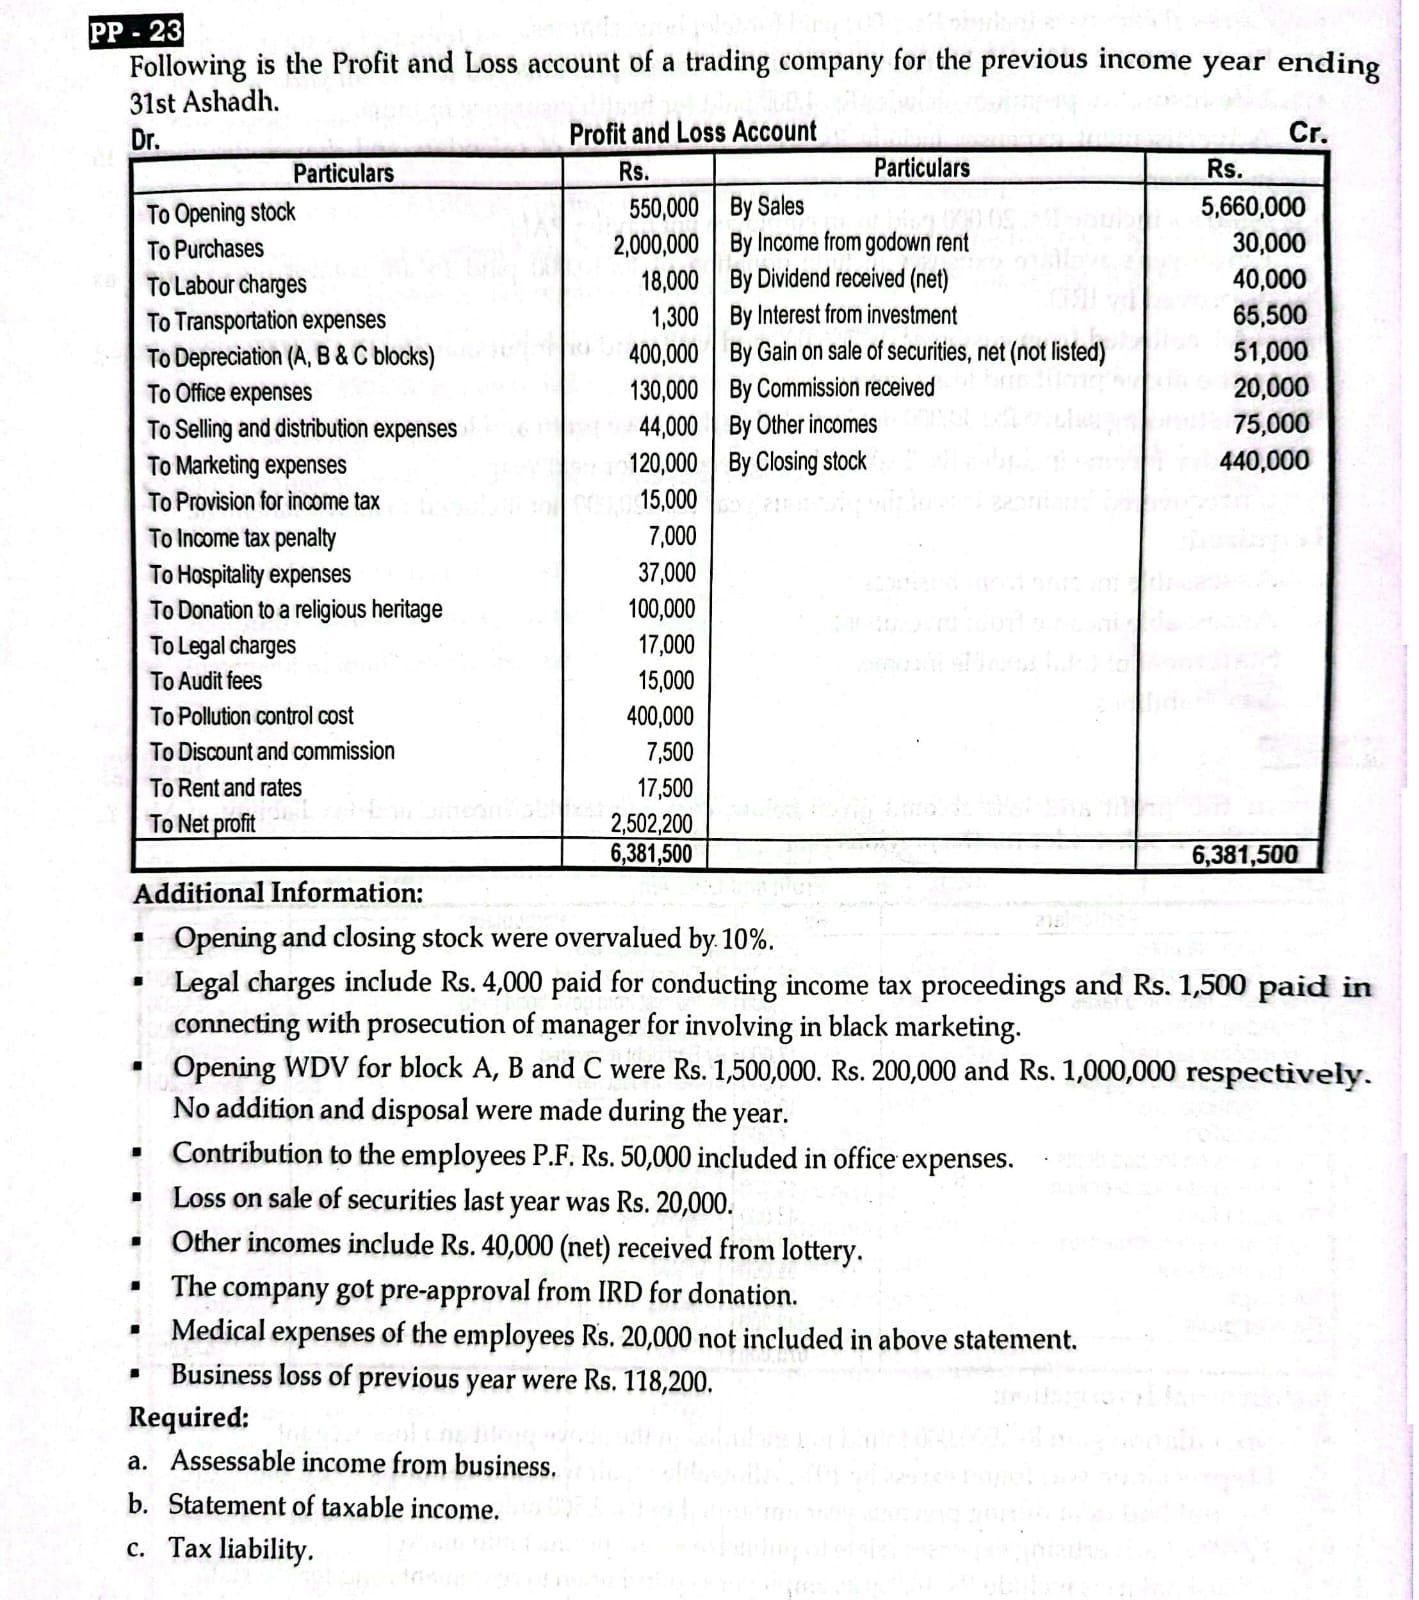 PP - 23
Following is the Profit and Loss account of a trading company for the previous income year ending
31st Ashadh.
Dr. Profit and Loss Account Cr.
Particulars Rs. Particulars Rs.
To Opening stock 550,000 By Sales 5,660,000
To Purchases 2,000,000 By Income from godown rent 30,000
To Labour charges 18,000 By Dividend received (net) 40,000
To Transportation expenses 1,300 By Interest from investment 65,500
To Depreciation (A, B & C blocks) 400,000 By Gain on sale of securities, net (not listed) 51,000
To Office expenses 130,000 By Commission received 20,000
To Selling and distribution expenses 44,000 By Other incomes 75,000
To Marketing expenses 120,000 By Closing stock 440,000
To Provision for income tax 15,000
To Income tax penalty 7,000
To Hospitality expenses 37,000
To Donation to a religious heritage 100,000
To Legal charges 17,000
To Audit fees 15,000
To Pollution control cost 400,000
To Discount and commission 7,500
To Rent and rates 17,500
To Net profit 2,502,200
6,381,500 6,381,500
Additional Information:
▪ Opening and closing stock were overvalued by 10%.
▪ Legal charges include Rs. 4,000 paid for conducting income tax proceedings and Rs. 1,500 paid in
connecting with prosecution of manager for involving in black marketing.
▪ Opening WDV for block A, B and C were Rs. 1,500,000. Rs. 200,000 and Rs. 1,000,000 respectively.
No addition and disposal were made during the year.
▪ Contribution to the employees P.F. Rs. 50,000 included in office expenses.
▪ Loss on sale of securities last year was Rs. 20,000.
▪ Other incomes include Rs. 40,000 (net) received from lottery.
▪ The company got pre-approval from IRD for donation.
▪ Medical expenses of the employees Rs. 20,000 not included in above statement.
▪ Business loss of previous year were Rs. 118,200.
Required:
a. Assessable income from business.
b. Statement of taxable income.
c. Tax liability.